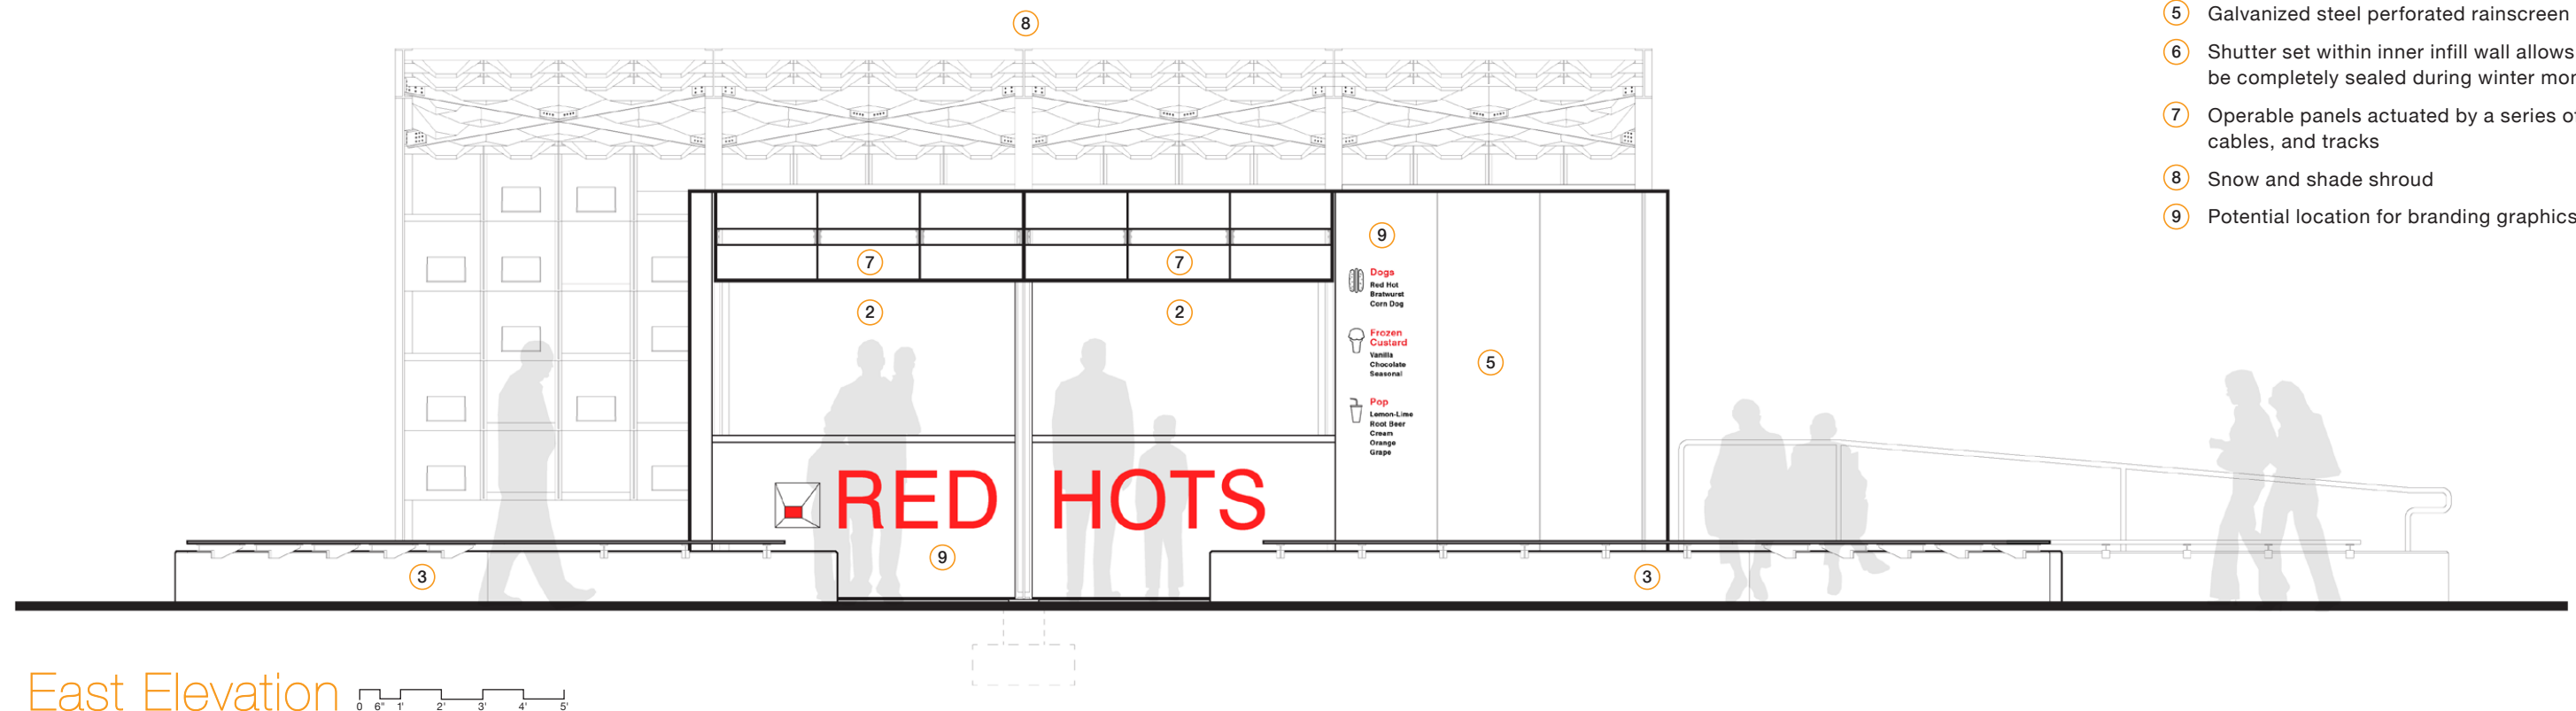 8
5 Galvanized steel perforated rainscreen
6 Shutter set within inner infill wall allows
be completely sealed during winter mor
7 Operable panels actuated by a series of
cables, and tracks
8 Snow and shade shroud
9 Potential location for branding graphics
9
7
7
Dogs
Red Hot
Bratwurst
Corn Dog
2
2
Frozen
Custard
Vanilla
Chocolate
Seasonal
5
Pop
Lemon-Lime
Root Beer
Cream
Orange
Grape
RED HOTS
9
3
3
East Elevation
0 6" 1' 2' 3' 4' 5'